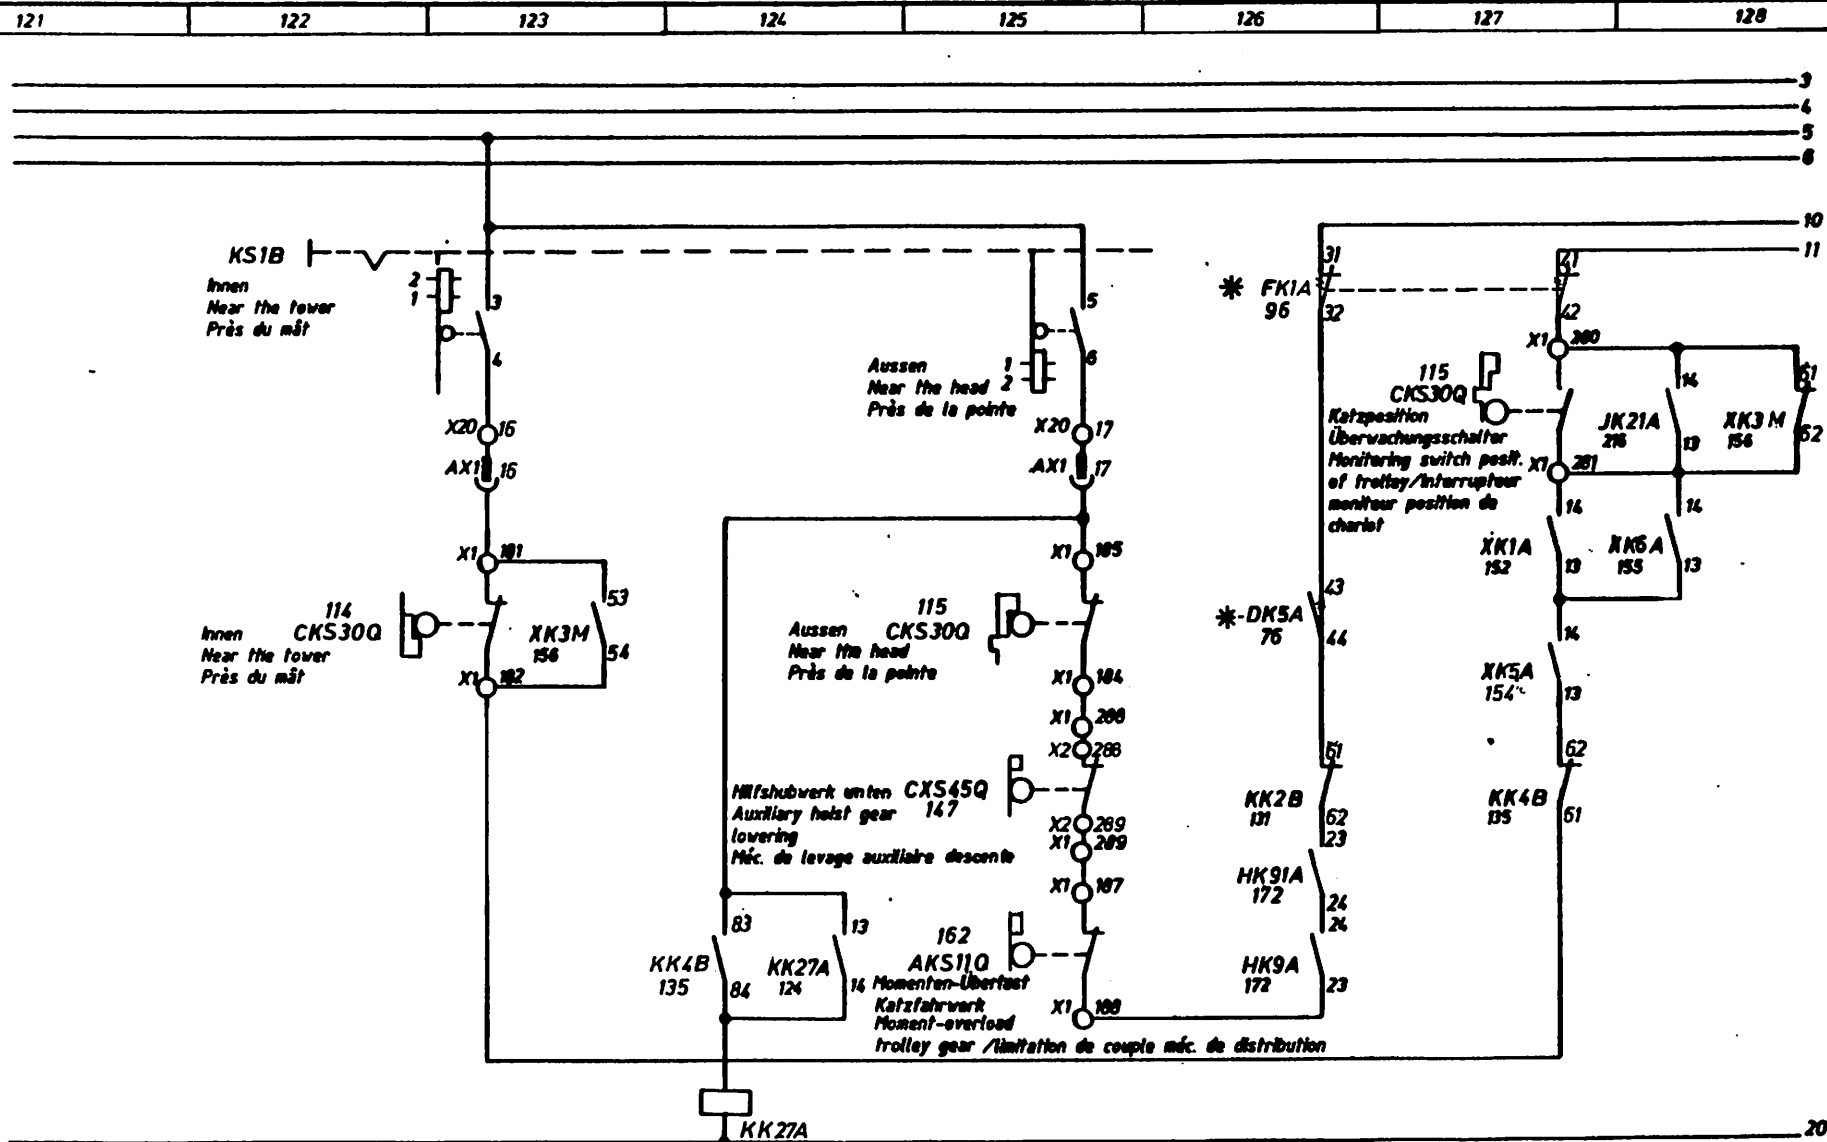 121 122 123 124 125 126 127 128
3
4
5
6
10
11
KS1B
Innen
Near the tower
Près du mât
2
1
3
4
X20 16
AX1 16
X1 181
114
CKS30Q
Innen
Near the tower
Près du mât
XK3M
156
53
54
X1 182
5
6
Aussen
Near the head
Près de la pointe
1
2
X20 17
AX1 17
X1 185
115
CKS30Q
Aussen
Near the head
Près de la pointe
X1 184
X1 288
X2 288
Hilfshubwerk unten
Auxiliary hoist gear
lowering
Méc. de levage auxiliaire descente
CXS45Q
147
X2 289
X1 289
X1 187
162
AKS11Q
Momenten-Überlast
Katzfahrwerk
Moment-overload
trolley gear /limitation de couple méc. de distribution
X1 188
83
KK4B
135
84
13
KK27A
124
14
KK27A
31
* FK1A
96
32
43
*-DK5A
76
44
61
KK2B
131
62
23
HK91A
172
24
24
HK9A
172
23
41
42
X1 280
115
CKS30Q
Katzposition
Überwachungsschalter
Monitoring switch posit.
of trolley/interrupteur
moniteur position de
chariot
14
JK21A
216
13
61
XK3M
156
62
X1 281
14
XK1A
152
13
14
XK6A
155
13
14
XK5A
154
13
62
KK4B
135
61
20